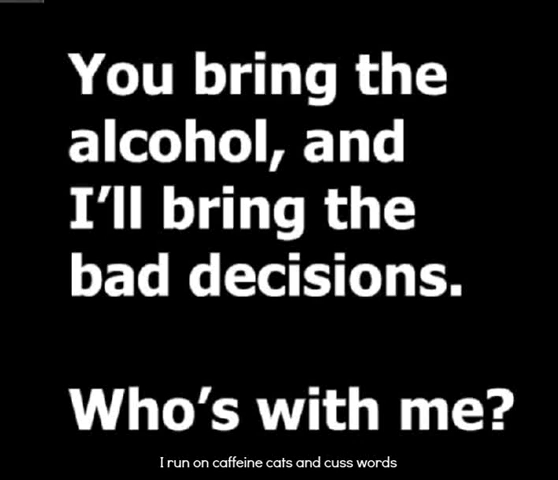 You bring the
alcohol, and
I’ll bring the
bad decisions.
Who’s with me?
I run on caffeine cats and cuss words